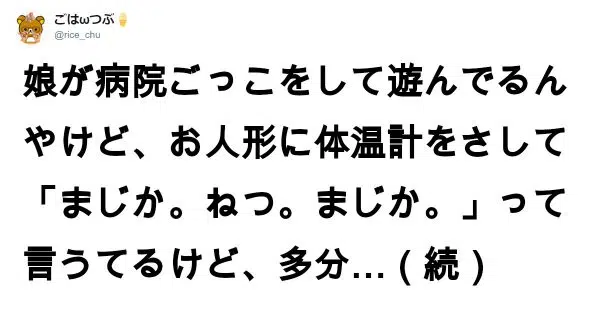 ごはωつぶ🍦
@rice_chu
娘が病院ごっこをして遊んでるん
やけど、お人形に体温計をさして
「まじか。ねつ。まじか。」って
言うてるけど、多分...(続)